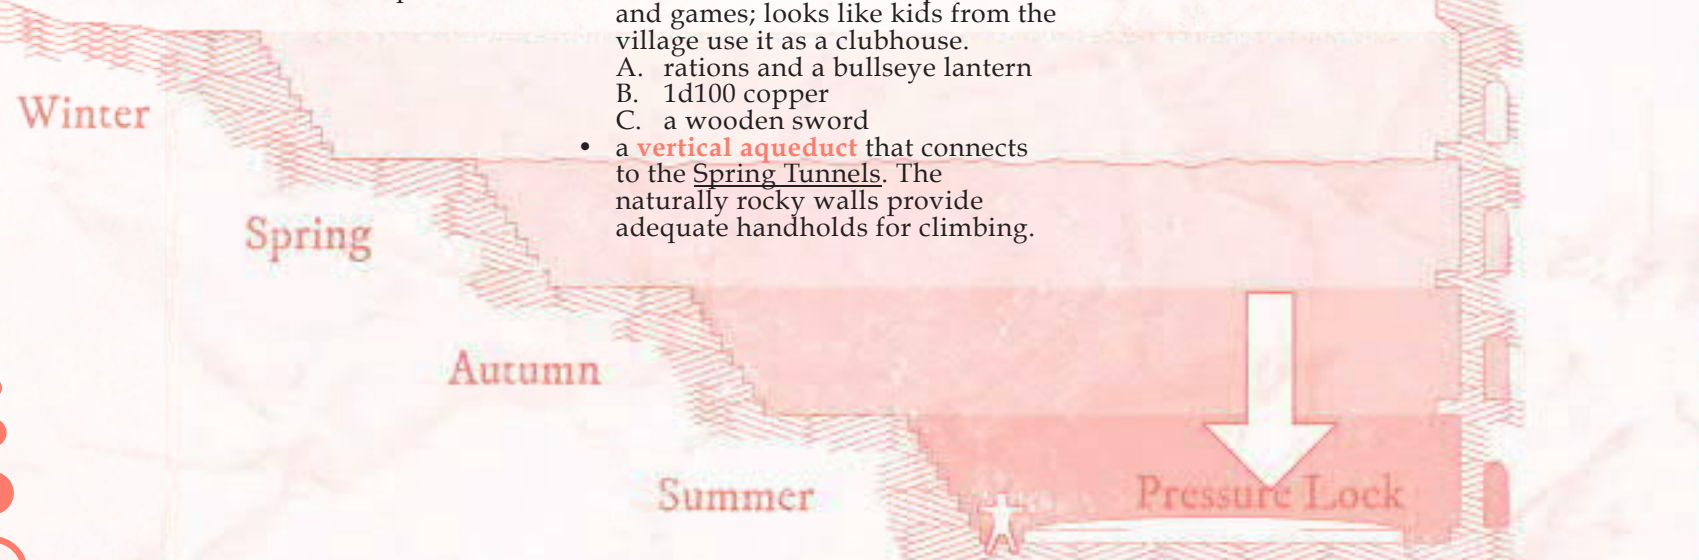 and games; looks like kids from the
village use it as a clubhouse.
A. rations and a bullseye lantern
B. 1d100 copper
C. a wooden sword
• a vertical aqueduct that connects
to the Spring Tunnels. The
naturally rocky walls provide
adequate handholds for climbing.
Winter
Spring
Autumn
Summer
Pressure Lock